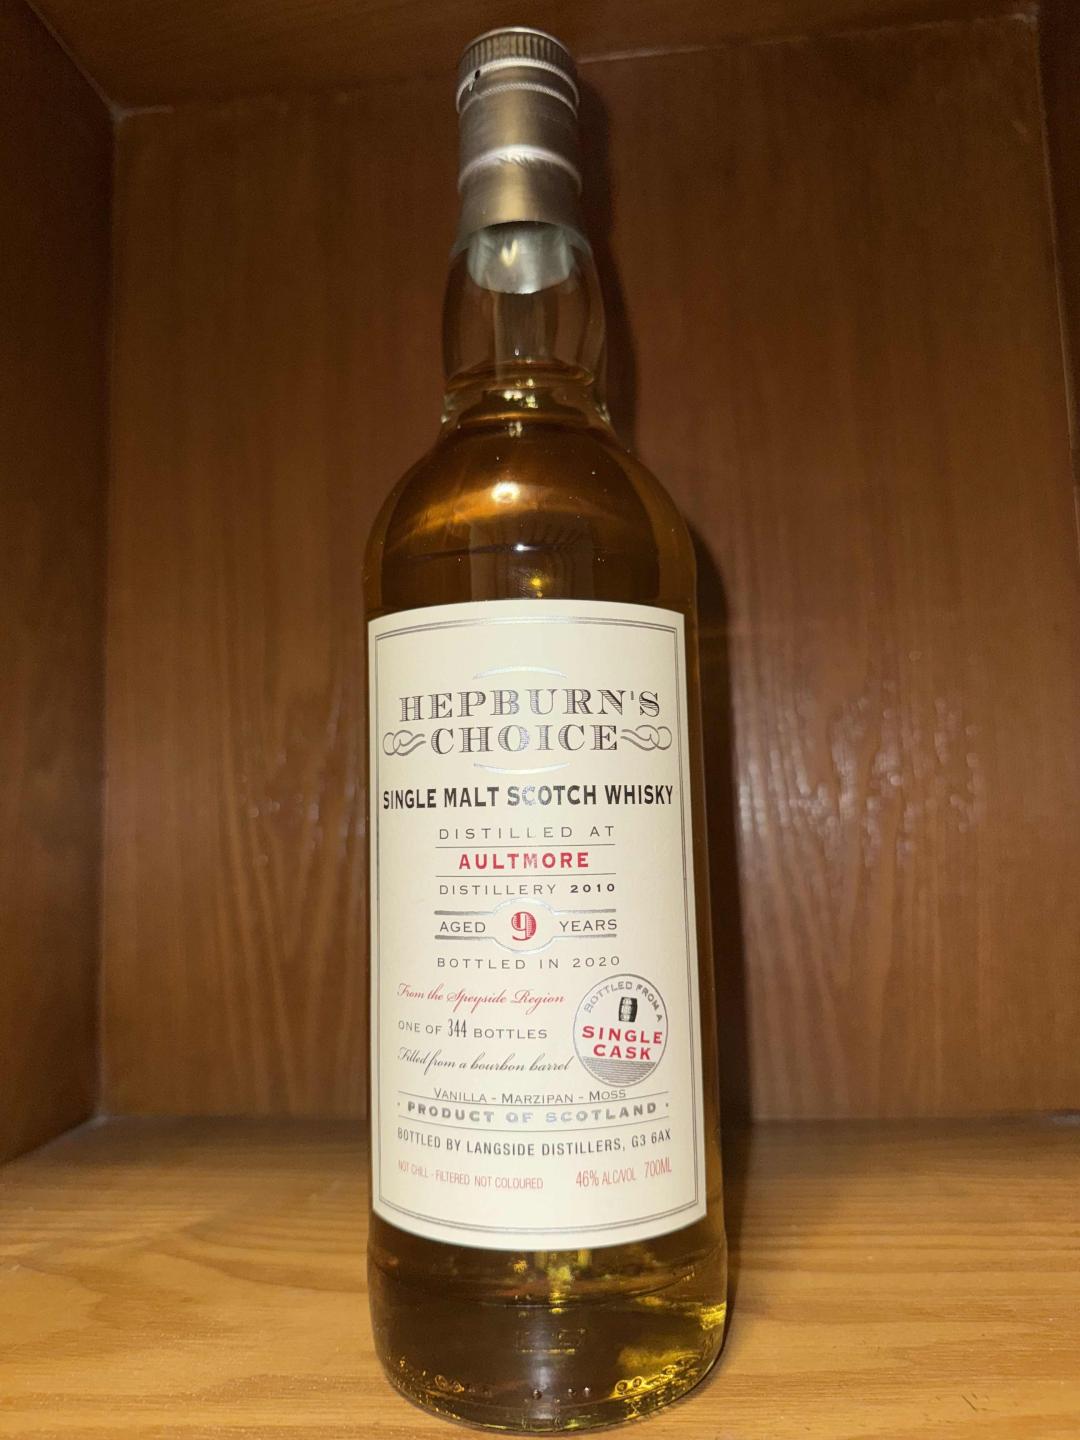 HEPBURN'S
CHOICE
SINGLE MALT SCOTCH WHISKY
DISTILLED AT
AULTMORE
DISTILLERY 2010
AGED 9 YEARS
BOTTLED IN 2020
From the Speyside Region
ONE OF 344 BOTTLES
Filled from a bourbon barrel
BOTTLED FROM A
SINGLE
CASK
VANILLA - MARZIPAN - MOSS
· PRODUCT OF SCOTLAND ·
BOTTLED BY LANGSIDE DISTILLERS, G3 6AX
NOT CHILL - FILTERED NOT COLOURED 46% ALC/VOL 700ML